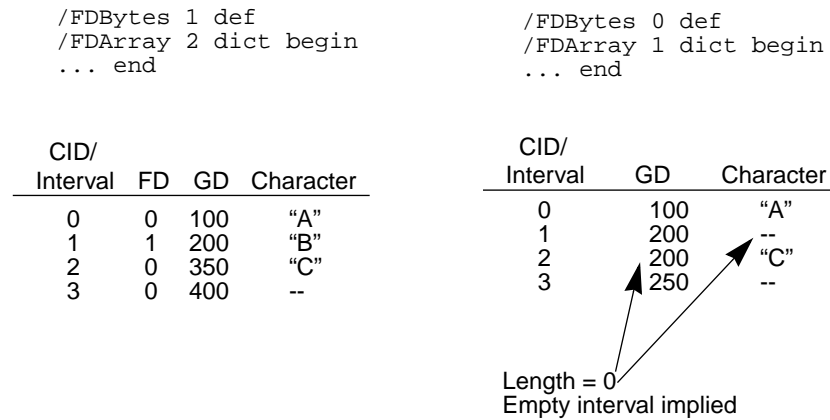 /FDBytes 1 def
/FDArray 2 dict begin
... end
CID/
Interval FD GD Character
0 0 100 “A”
1 1 200 “B”
2 0 350 “C”
3 0 400 --
/FDBytes 0 def
/FDArray 1 dict begin
... end
CID/
Interval GD Character
0 100 “A”
1 200 --
2 200 “C”
3 250 --
Length = 0
Empty interval implied